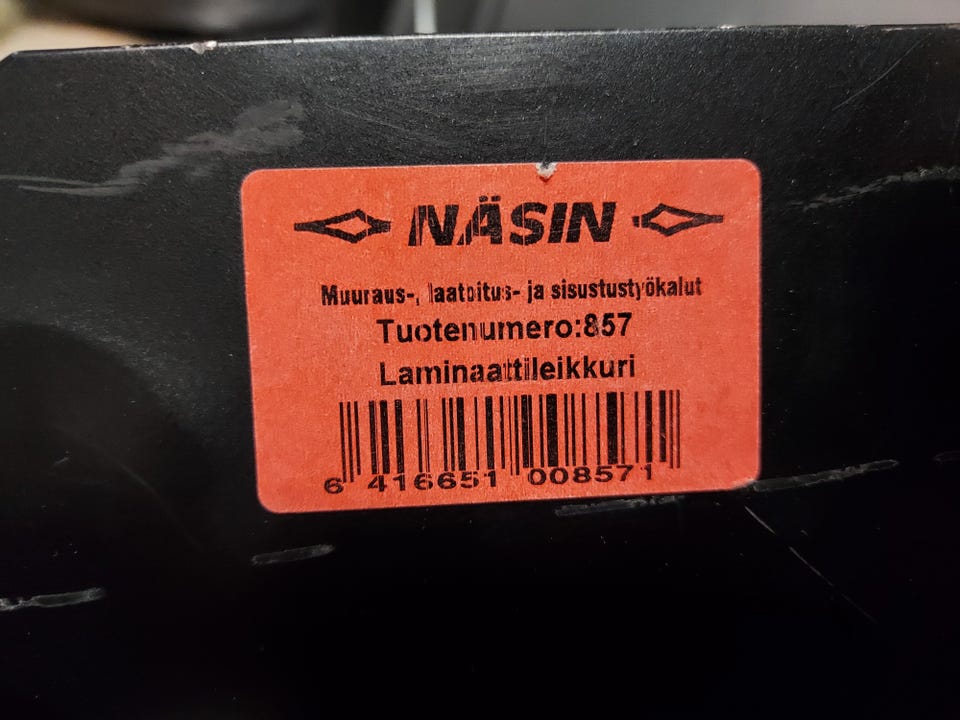 NÄSIN
Muuraus-, laatoitus- ja sisustustyökalut
Tuotenumero:857
Laminaattileikkuri
6 416651 008571